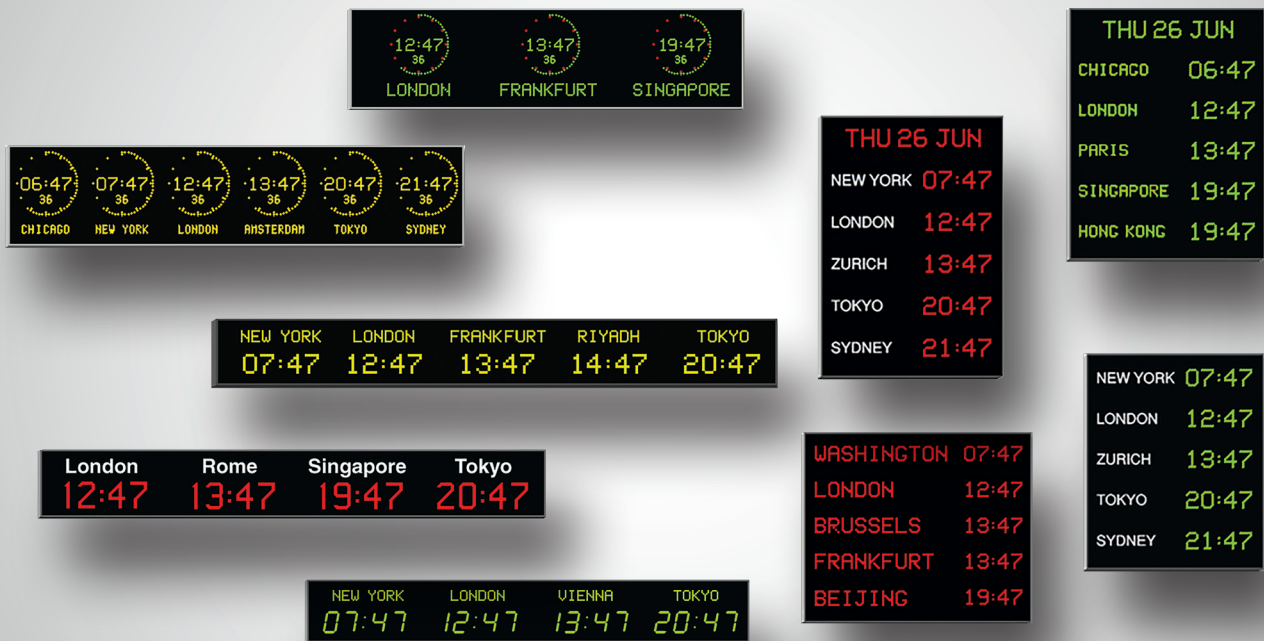 12:47 13:47 19:47
36 36 36
LONDON FRANKFURT SINGAPORE
06:47 07:47 12:47 13:47 20:47 21:47
36 36 36 36 36 36
CHICAGO NEW YORK LONDON AMSTERDAM TOKYO SYDNEY
NEW YORK LONDON FRANKFURT RIYADH TOKYO
07:47 12:47 13:47 14:47 20:47
London Rome Singapore Tokyo
12:47 13:47 19:47 20:47
NEW YORK LONDON VIENNA TOKYO
07:47 12:47 13:47 20:47
THU 26 JUN
NEW YORK 07:47
LONDON 12:47
ZURICH 13:47
TOKYO 20:47
SYDNEY 21:47
WASHINGTON 07:47
LONDON 12:47
BRUSSELS 13:47
FRANKFURT 13:47
BEIJING 19:47
THU 26 JUN
CHICAGO 06:47
LONDON 12:47
PARIS 13:47
SINGAPORE 19:47
HONG KONG 19:47
NEW YORK 07:47
LONDON 12:47
ZURICH 13:47
TOKYO 20:47
SYDNEY 21:47